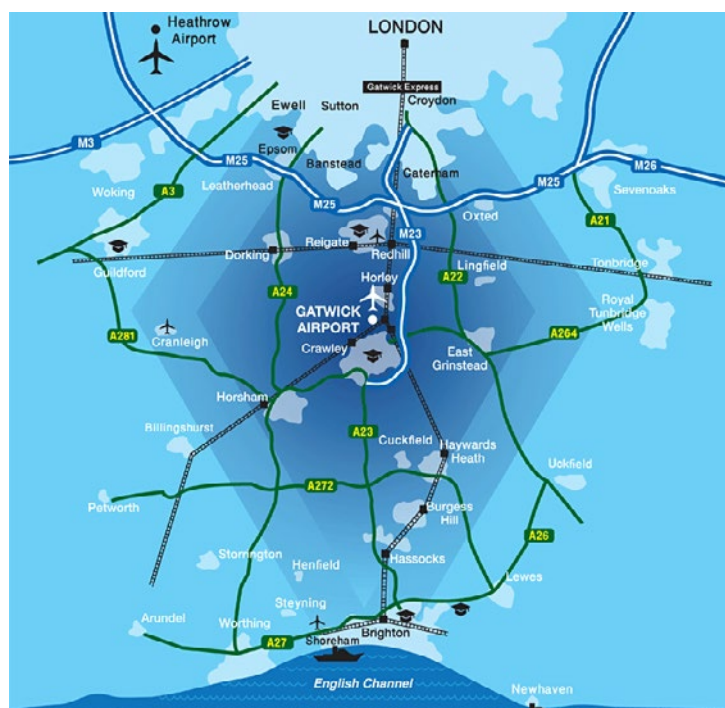 Heathrow
Airport
LONDON
Gatwick Express
Croydon
Ewell
Sutton
M3
Epsom
Banstead
M25
Caterham
M25
M26
Woking
A3
Leatherhead
M25
Oxted
Sevenoaks
A21
M23
Reigate
Dorking
Redhill
Guildford
Horley
Lingfield
Tonbridge
A22
A24
GATWICK
AIRPORT
Royal
Tunbridge
Wells
A281
Cranleigh
A264
Crawley
East
Grinstead
Horsham
A23
Billingshurst
Cuckfield
Haywards
Heath
Uckfield
A272
Petworth
Burgess
Hill
A26
Storrington
Hassocks
Henfield
Lewes
Steyning
Arundel
Worthing
Brighton
A27
Shoreham
English Channel
Newhaven